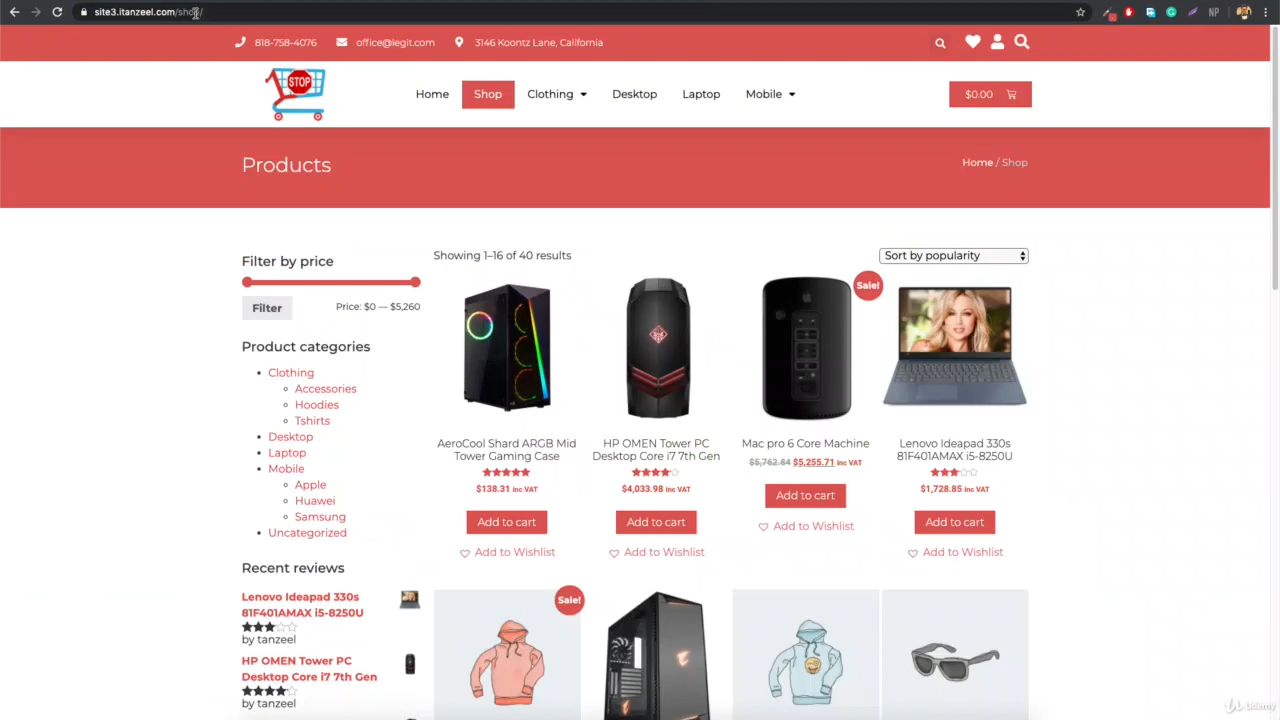 site3.itanzeel.com/shop/
NP
818-758-4076
office@legit.com
3146 Koontz Lane, California
STOP
Home
Shop
Clothing
Desktop
Laptop
Mobile
$0.00
Products
Home / Shop
Filter by price
Filter
Price: $0 — $5,260
Product categories
Clothing
Accessories
Hoodies
Tshirts
Desktop
Laptop
Mobile
Apple
Huawei
Samsung
Uncategorized
Recent reviews
Lenovo Ideapad 330s
81F401AMAX i5-8250U
by tanzeel
HP OMEN Tower PC
Desktop Core i7 7th Gen
by tanzeel
Showing 1–16 of 40 results
Sort by popularity
AeroCool Shard ARGB Mid
Tower Gaming Case
$138.31 inc VAT
Add to cart
Add to Wishlist
HP OMEN Tower PC
Desktop Core i7 7th Gen
$4,033.98 inc VAT
Add to cart
Add to Wishlist
Sale!
Mac pro 6 Core Machine
$5,762.84 $5,255.71 inc VAT
Add to cart
Add to Wishlist
Lenovo Ideapad 330s
81F401AMAX i5-8250U
$1,728.85 inc VAT
Add to cart
Add to Wishlist
Sale!
Udemy